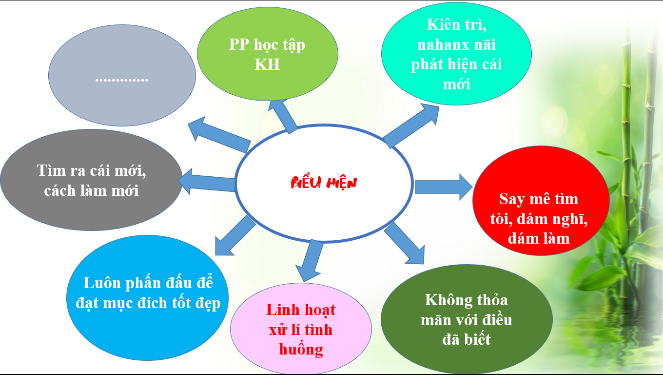 PP học tập
KH
Kiên trì,
nahanx nãi
phát hiện cái
mới
.............
Tìm ra cái mới,
cách làm mới
BIỂU HIỆN
Say mê tìm
tòi, dám nghĩ,
dám làm
Luôn phấn đấu để
đạt mục đích tốt đẹp
Linh hoạt
xử lí tình
huống
Không thỏa
mãn với điều
đã biết